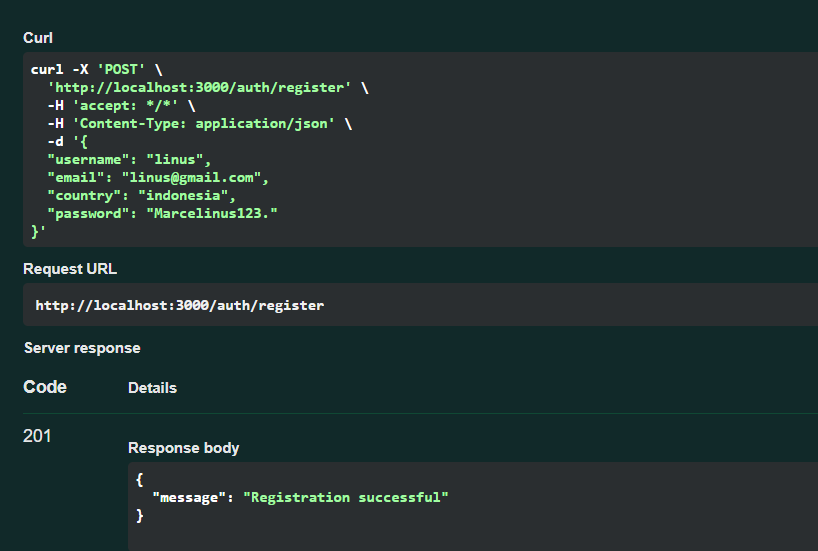 Curl
curl -X 'POST' \
  'http://localhost:3000/auth/register' \
  -H 'accept: */*' \
  -H 'Content-Type: application/json' \
  -d '{
  "username": "linus",
  "email": "linus@gmail.com",
  "country": "indonesia",
  "password": "Marcelinus123."
}'
Request URL
http://localhost:3000/auth/register
Server response
Code Details
201
Response body
{
  "message": "Registration successful"
}